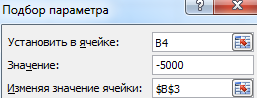 Подбор параметра
Установить в ячейке: B4
Значение: -5000
Изменяя значение ячейки: $B$3